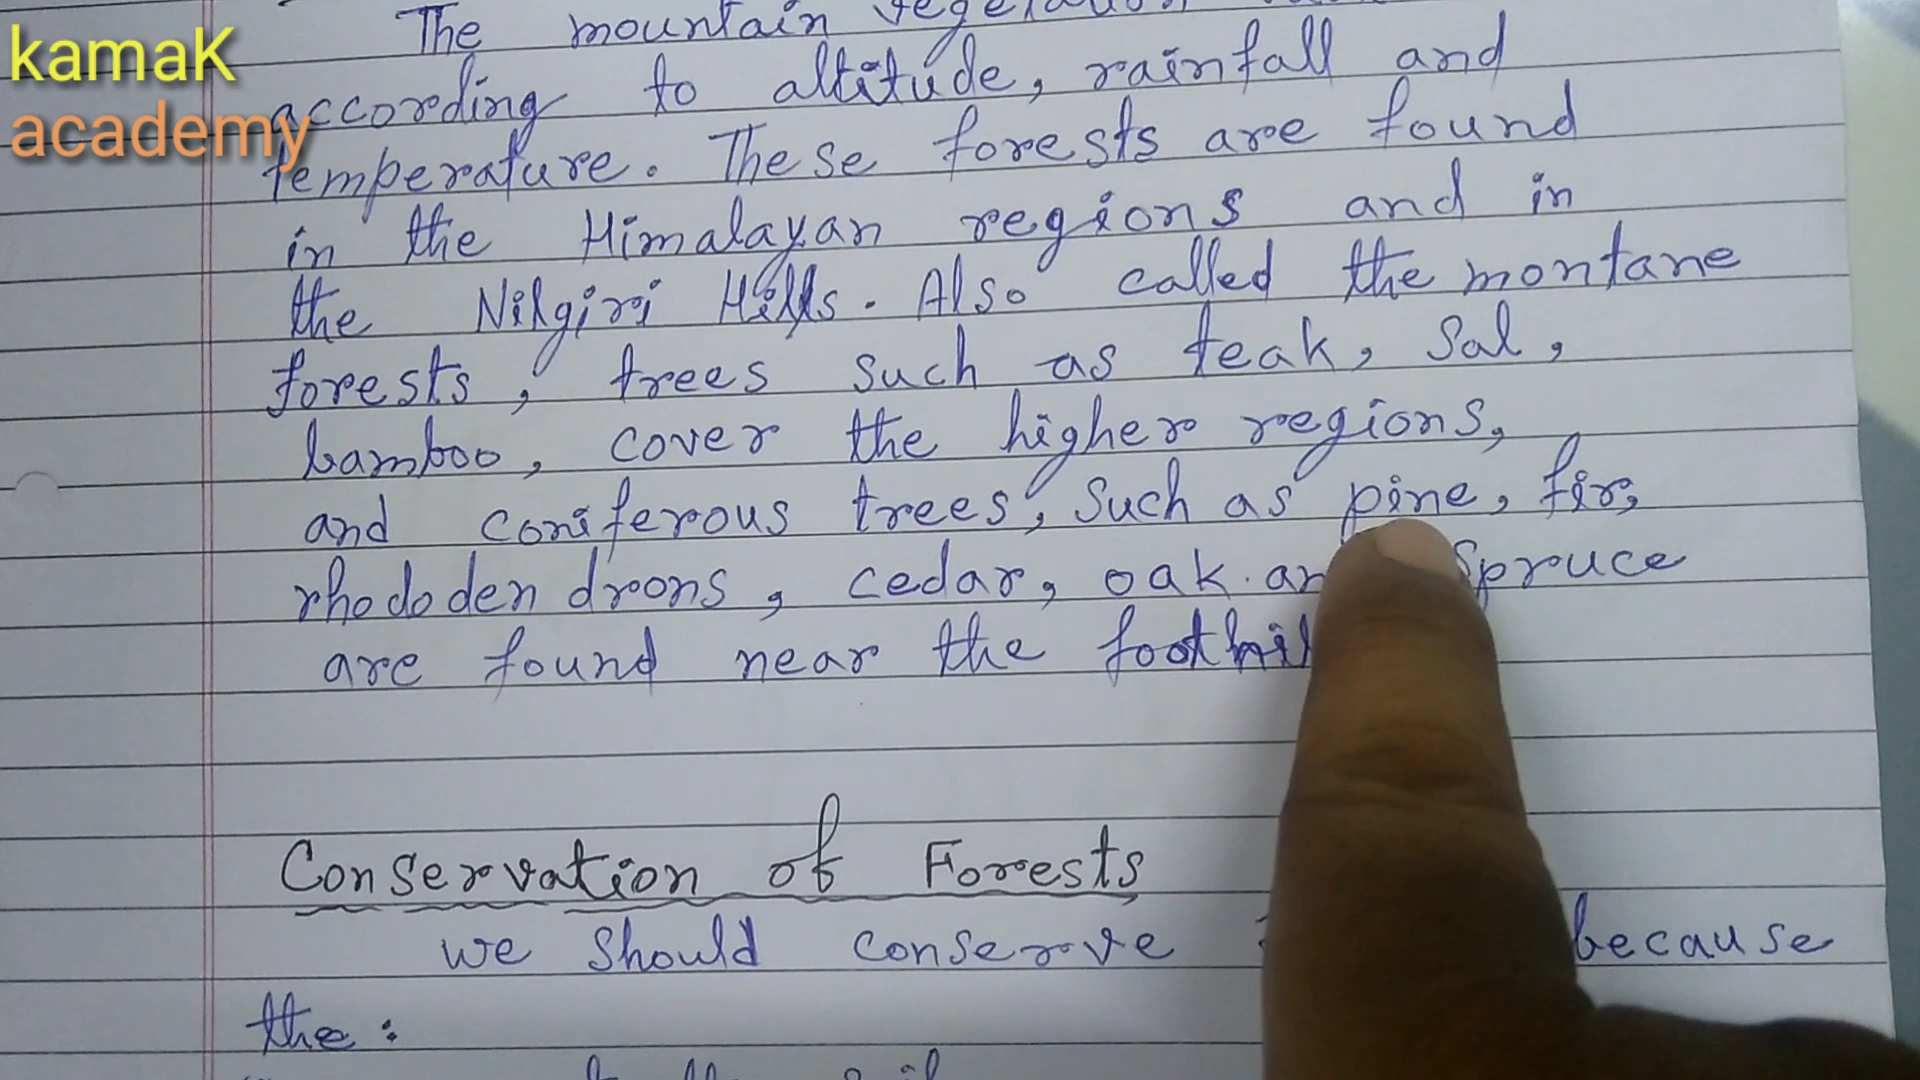 kamaK
academy
The mountain vegetation
according to altitude, rainfall and
temperature. These forests are found
in the Himalayan regions and in
the Nilgiri Hills. Also called the montane
forests, trees such as teak, Sal,
bamboo, cover the higher regions,
and coniferous trees, Such as pine, fir,
rhododendrons, cedar, oak. an Spruce
are found near the foothil
Conservation of Forests
we Should conserve because
the: